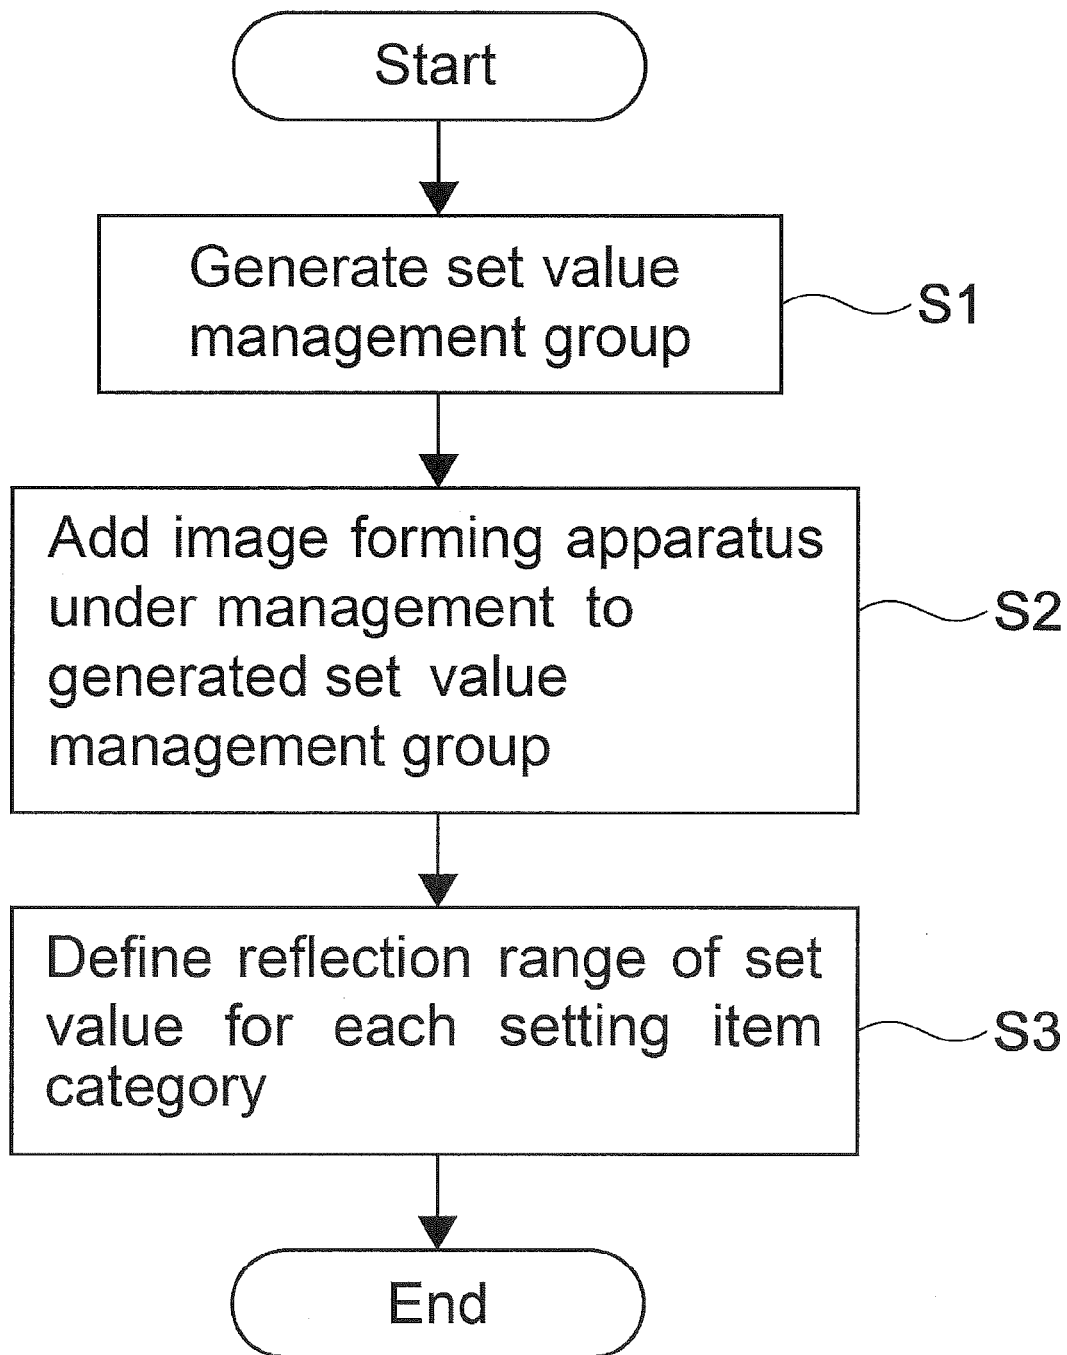 Start
Generate set value
management group
S1
Add image forming apparatus
under management to
generated set value
management group
S2
Define reflection range of set
value for each setting item
category
S3
End